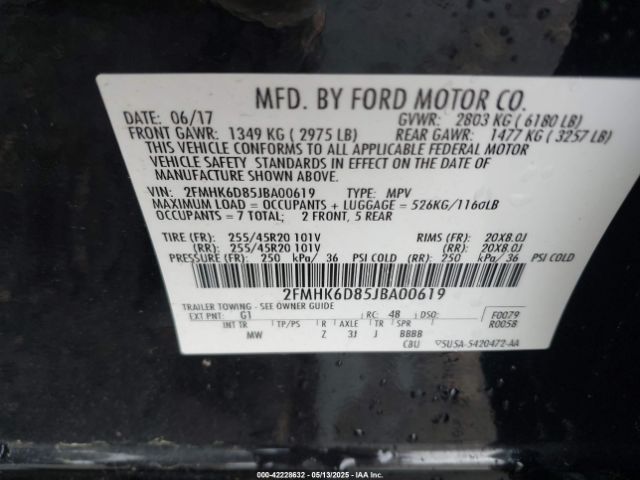 MFD. BY FORD MOTOR CO.
DATE: 06/17 GVWR: 2803 KG ( 6180 LB)
FRONT GAWR: 1349 KG ( 2975 LB) REAR GAWR: 1477 KG ( 3257 LB)
THIS VEHICLE CONFORMS TO ALL APPLICABLE FEDERAL MOTOR
VEHICLE SAFETY STANDARDS IN EFFECT ON THE DATE OF
MANUFACTURE SHOWN ABOVE.
VIN: 2FMHK6D85JBA00619 TYPE: MPV
MAXIMUM LOAD = OCCUPANTS + LUGGAGE = 526KG/1160LB
OCCUPANTS = 7 TOTAL; 2 FRONT, 5 REAR
TIRE (FR): 255/45R20 101V RIMS (FR): 20X8.0J
(RR): 255/45R20 101V (RR): 20X8.0J
PRESSURE (FR): 250 kPa/ 36 PSI COLD (RR): 250 kPa/ 36 PSI COLD
2FMHK6D85JBA00619
TRAILER TOWING - SEE OWNER GUIDE
EXT PNT: G1 RC: 48 DSO: F0079
R0058
INT TR TP/PS R AXLE TR SPR
MW Z 3J J BBBB
CBU 5U5A-5420472-AA
000-42228632 - 05/13/2025 - IAAI.COM